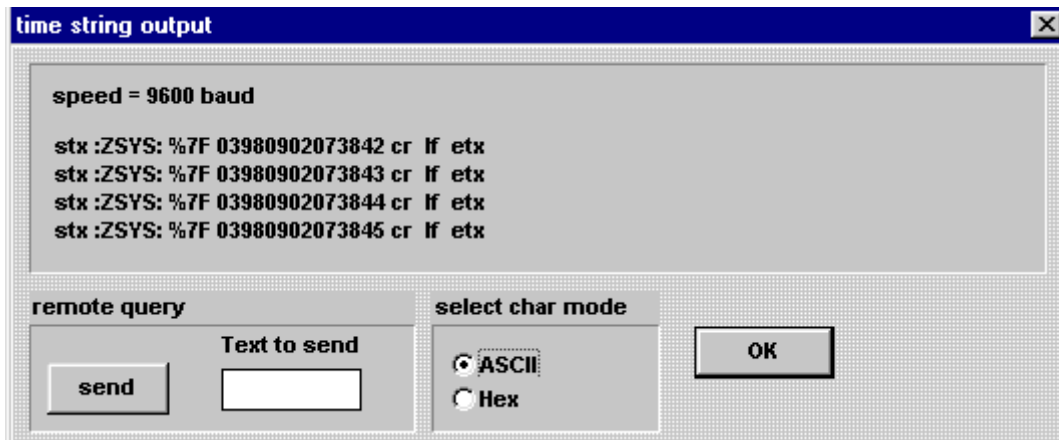 time string output
speed = 9600 baud
stx :ZSYS: %7F 03980902073842 cr lf etx
stx :ZSYS: %7F 03980902073843 cr lf etx
stx :ZSYS: %7F 03980902073844 cr lf etx
stx :ZSYS: %7F 03980902073845 cr lf etx
remote query
Text to send
send
select char mode
ASCII
Hex
OK